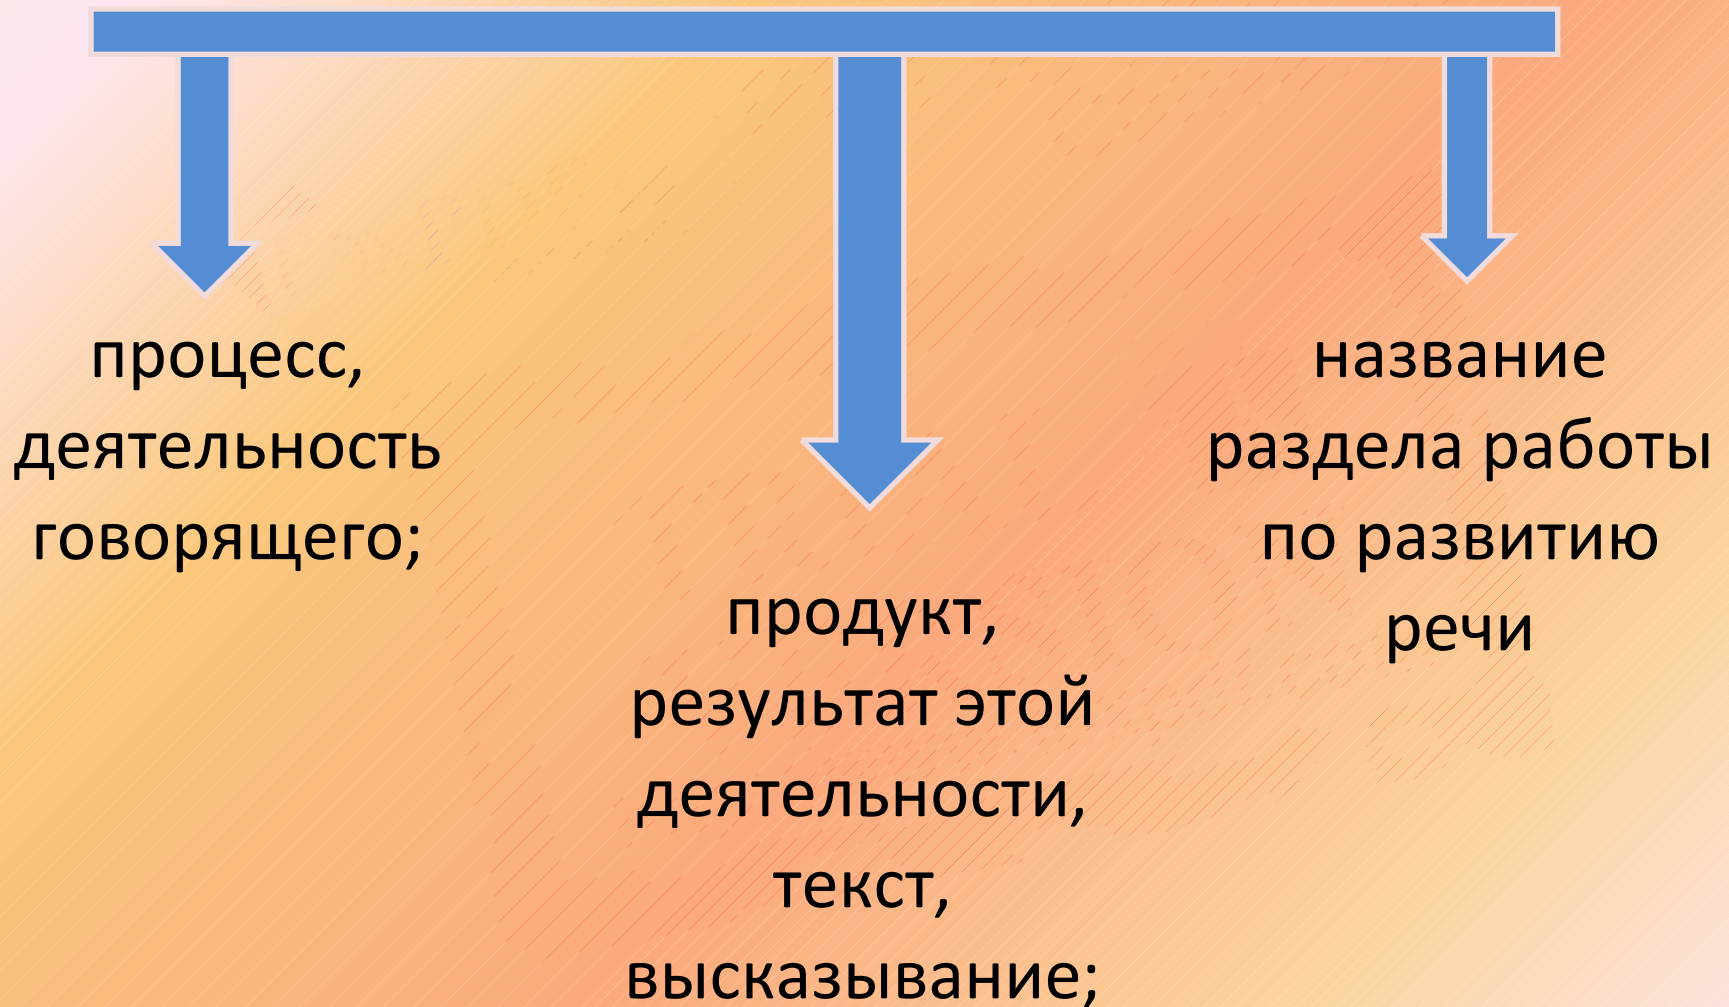 процесс,
деятельность
говорящего;
продукт,
результат этой
деятельности,
текст,
высказывание;
название
раздела работы
по развитию
речи